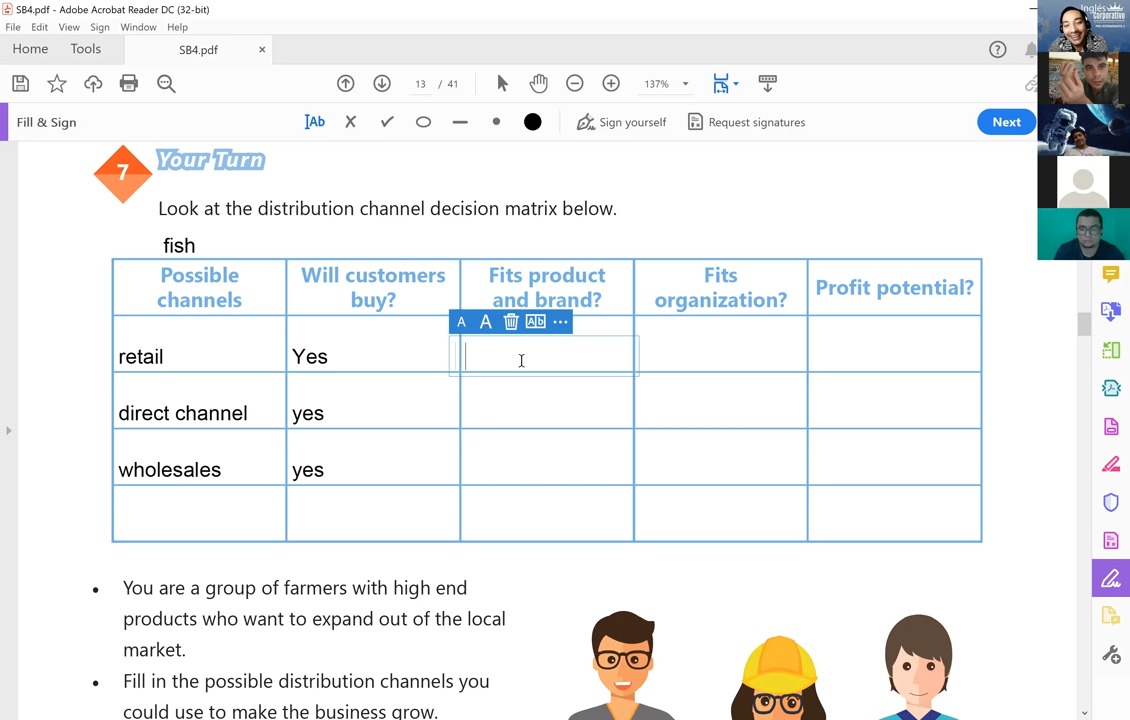 SB4.pdf - Adobe Acrobat Reader DC (32-bit)
File Edit View Sign Window Help
Home Tools SB4.pdf ×
13 / 41 137%
Fill & Sign Ab Sign yourself Request signatures Next
7 Your Turn
Look at the distribution channel decision matrix below.
fish
Possible channels Will customers buy? Fits product and brand? Fits organization? Profit potential?
A A Ab ...
retail Yes
direct channel yes
wholesales yes
• You are a group of farmers with high end
products who want to expand out of the local
market.
• Fill in the possible distribution channels you
could use to make the business grow.
Inglés
Corporativo